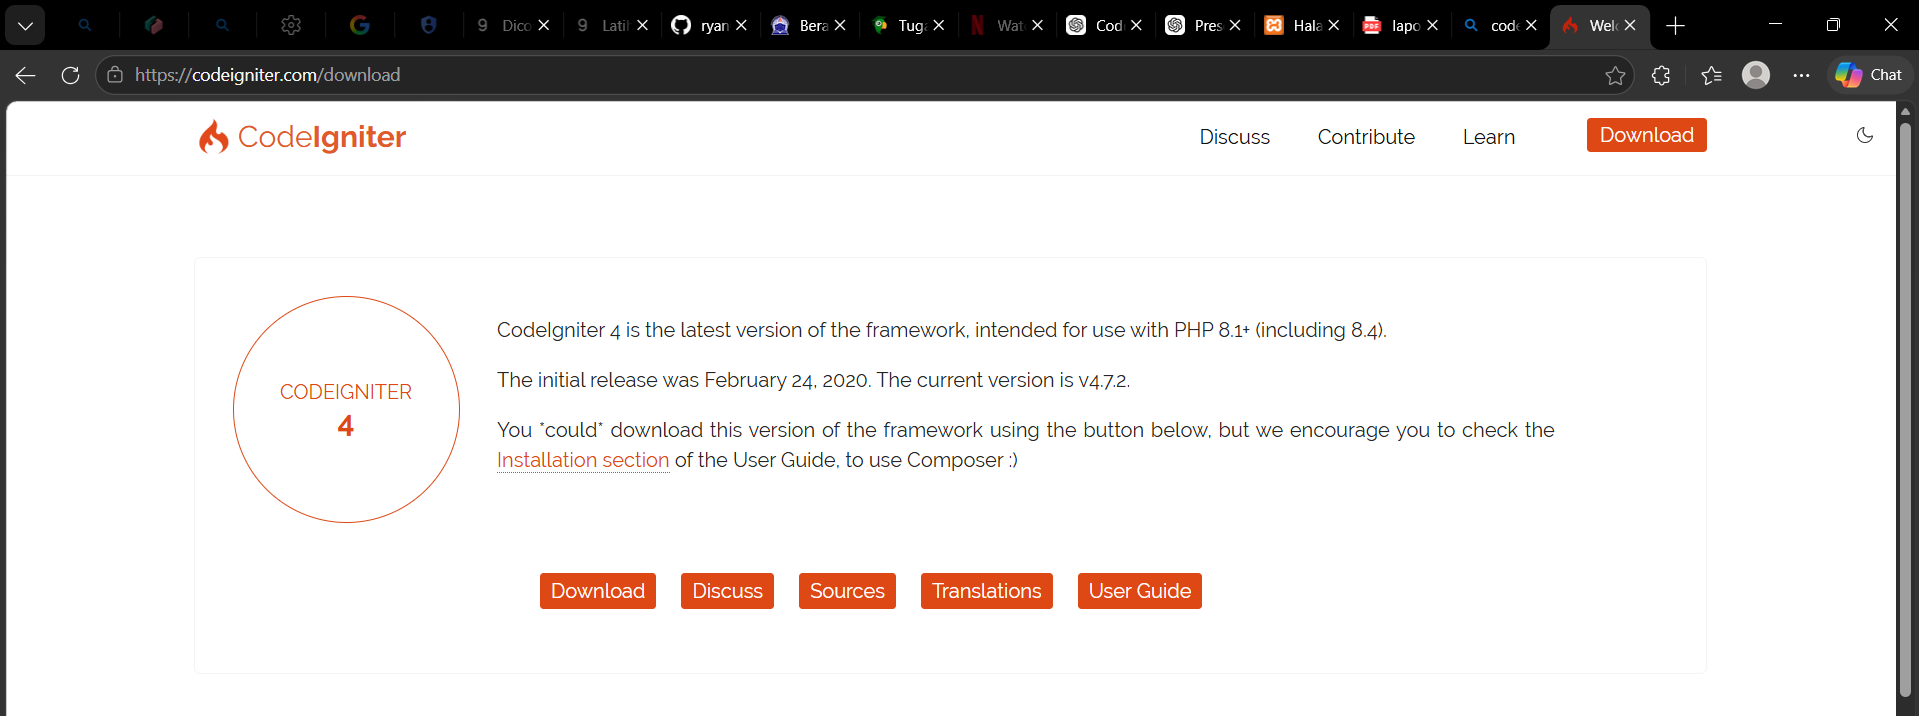 Dico
Latil
ryan
Bera
Tuga
Wat
Cod
Pres
Hala
lapo
code
Welc
https://codeigniter.com/download
Chat
CodeIgniter
Discuss
Contribute
Learn
Download
CODEIGNITER
4
CodeIgniter 4 is the latest version of the framework, intended for use with PHP 8.1+ (including 8.4).
The initial release was February 24, 2020. The current version is v4.7.2.
You *could* download this version of the framework using the button below, but we encourage you to check the
Installation section of the User Guide, to use Composer :)
Download
Discuss
Sources
Translations
User Guide